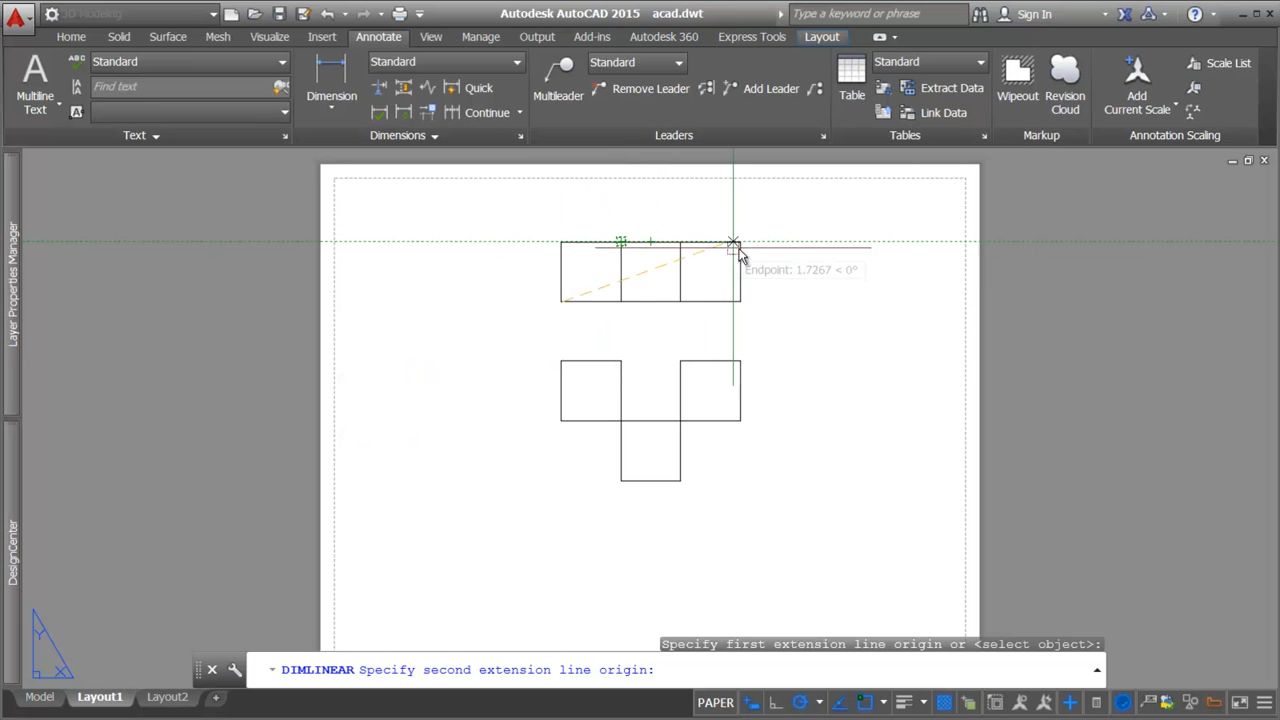 3D Modeling
Autodesk AutoCAD 2015 acad.dwt
Type a keyword or phrase
Sign In
Home Solid Surface Mesh Visualize Insert Annotate View Manage Output Add-ins Autodesk 360 Express Tools Layout
Multiline Text
ABC
Standard
Find text
A
Text
Dimension
Standard
Quick
Continue
Dimensions
Multileader
Standard
Remove Leader
Add Leader
Leaders
Table
Standard
Extract Data
Link Data
Tables
Wipeout
Revision Cloud
Markup
Add Current Scale
Scale List
Annotation Scaling
Layer Properties Manager
DesignCenter
Endpoint: 1.7267 < 0°
Y
X
Specify first extension line origin or <select object>:
DIMLINEAR Specify second extension line origin:
Model Layout1 Layout2 +
PAPER